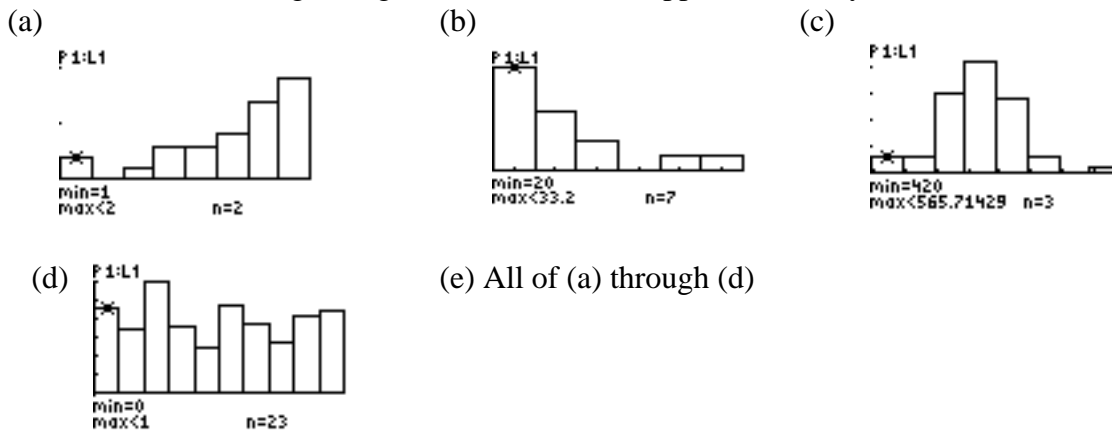 (a)
(b)
(c)
P1:L1
P1:L1
P1:L1
min=1
max<2 n=2
min=20
max<33.2 n=7
min=420
max<565.71429 n=3
(d)
P1:L1
(e) All of (a) through (d)
min=0
max<1 n=23